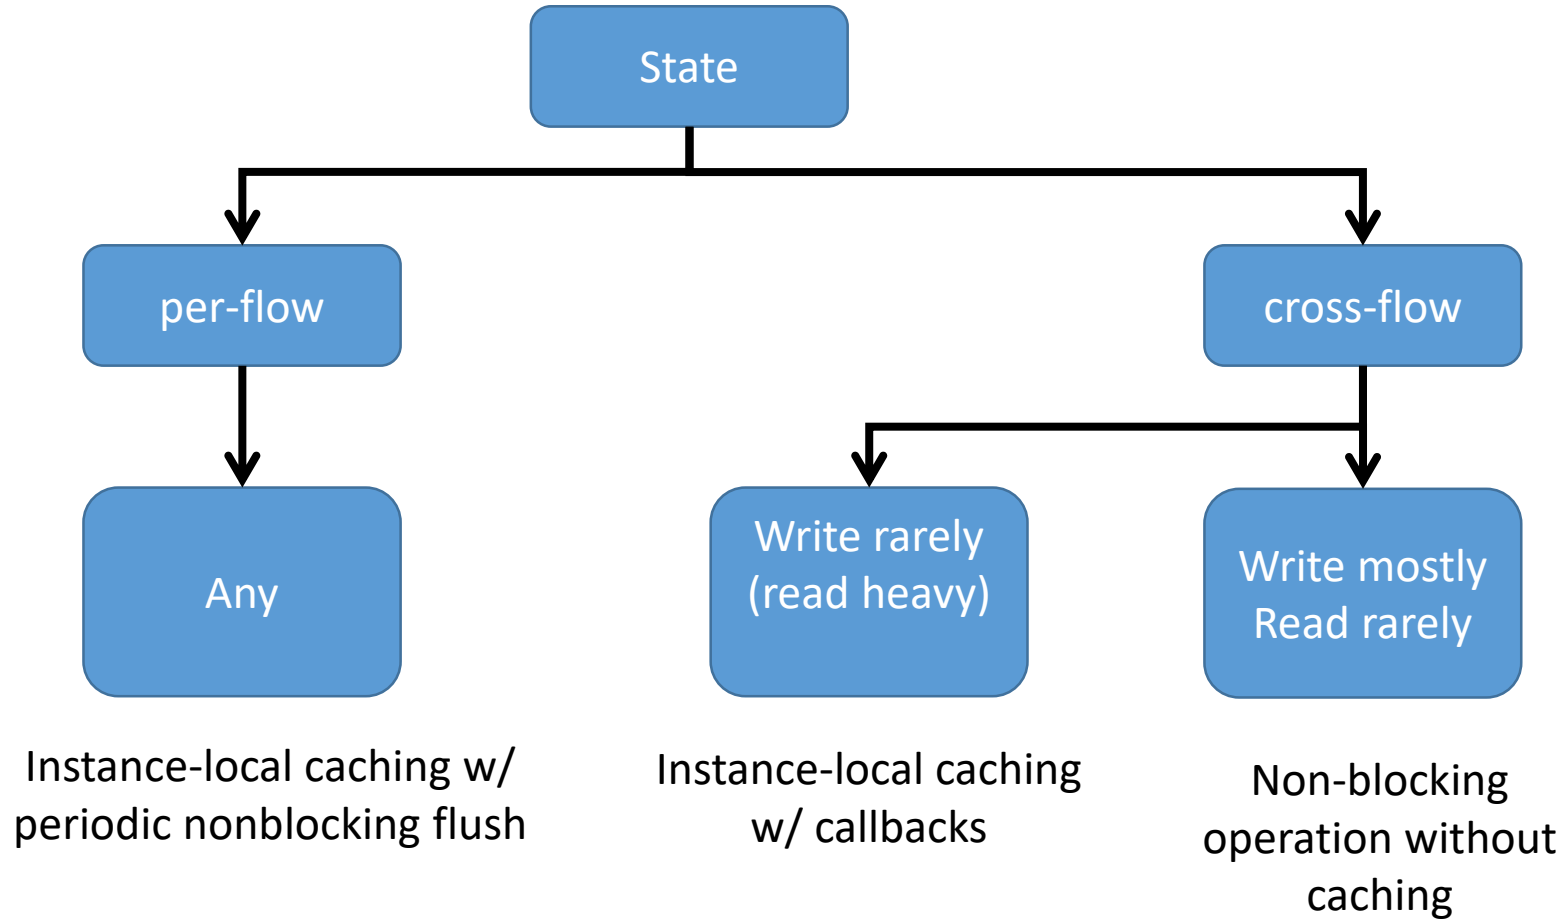 State
per-flow
cross-flow
Any
Write rarely
(read heavy)
Write mostly
Read rarely
Instance-local caching w/
periodic nonblocking flush
Instance-local caching
w/ callbacks
Non-blocking
operation without
caching